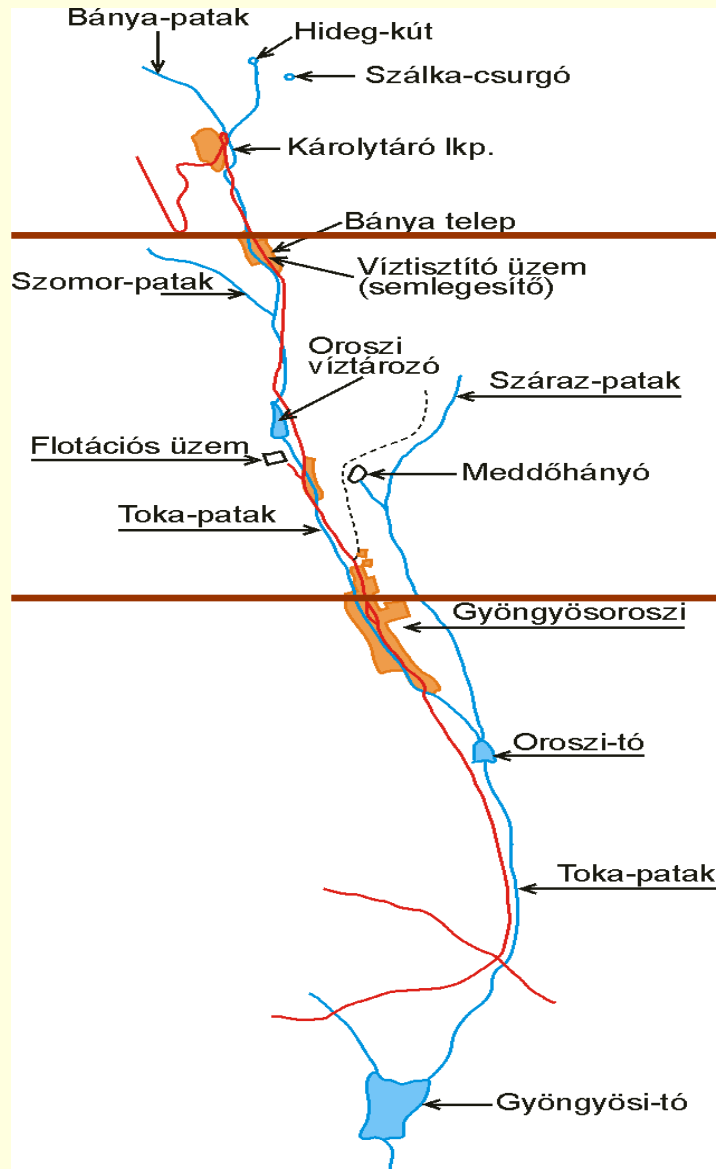 Bánya-patak
Hideg-kút
Szálka-csurgó
Károlytáró lkp.
Bánya telep
Víztisztító üzem
(semlegesítő)
Szomor-patak
Oroszi
víztározó
Száraz-patak
Flotációs üzem
Meddőhányó
Toka-patak
Gyöngyösoroszi
Oroszi-tó
Toka-patak
Gyöngyösi-tó